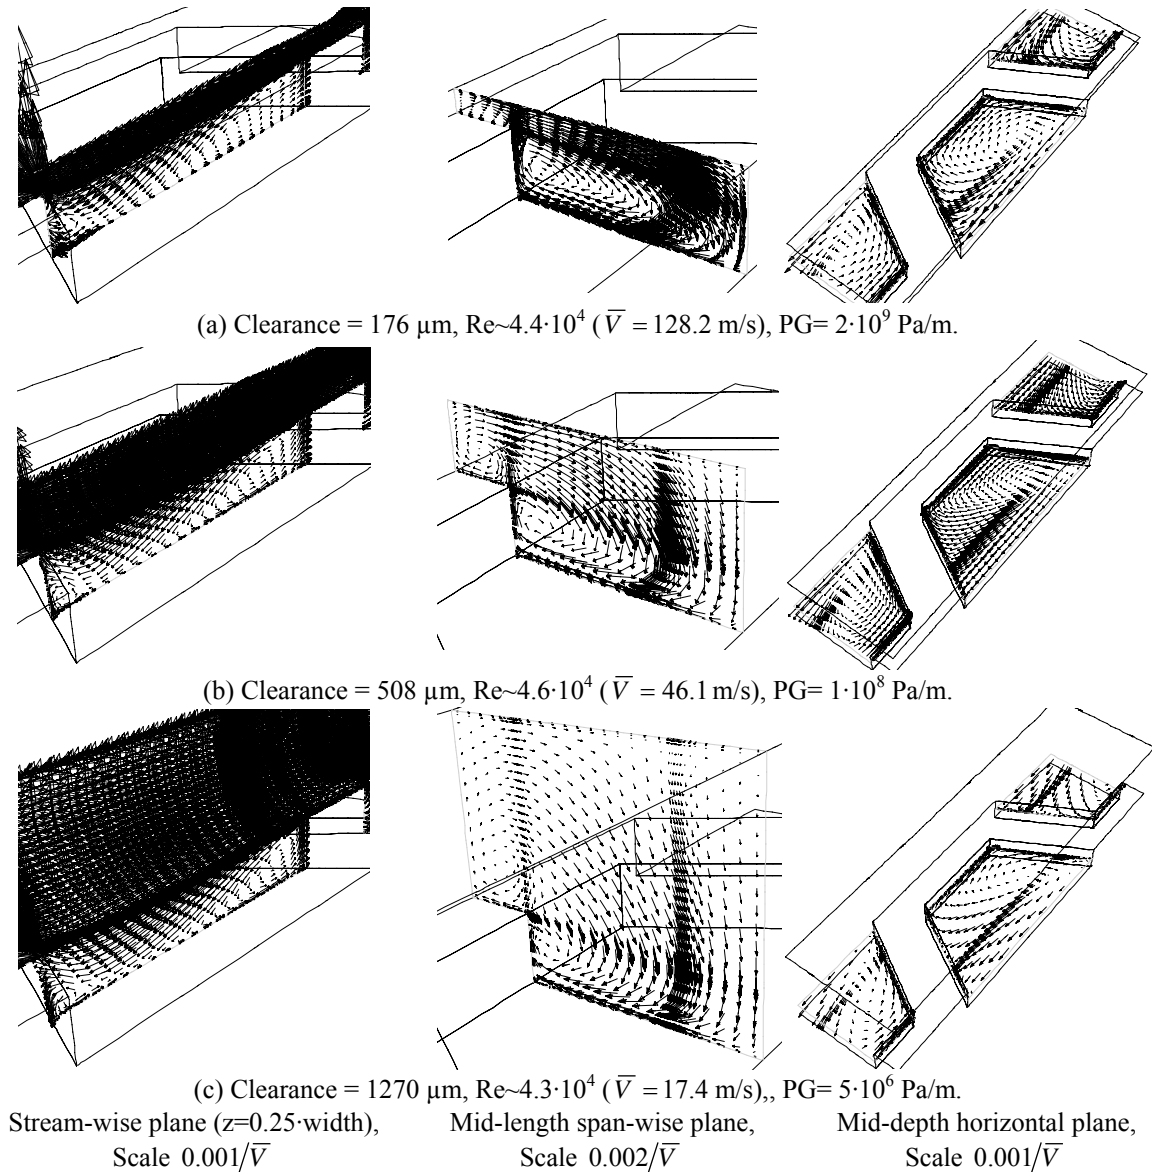 (a) Clearance = 176 µm, Re~4.4·10⁴ (V̅ = 128.2 m/s), PG= 2·10⁹ Pa/m.
(b) Clearance = 508 µm, Re~4.6·10⁴ (V̅ = 46.1 m/s), PG= 1·10⁸ Pa/m.
(c) Clearance = 1270 µm, Re~4.3·10⁴ (V̅ = 17.4 m/s),, PG= 5·10⁶ Pa/m.
Stream-wise plane (z=0.25·width), Mid-length span-wise plane, Mid-depth horizontal plane,
Scale 0.001/V̅ Scale 0.002/V̅ Scale 0.001/V̅